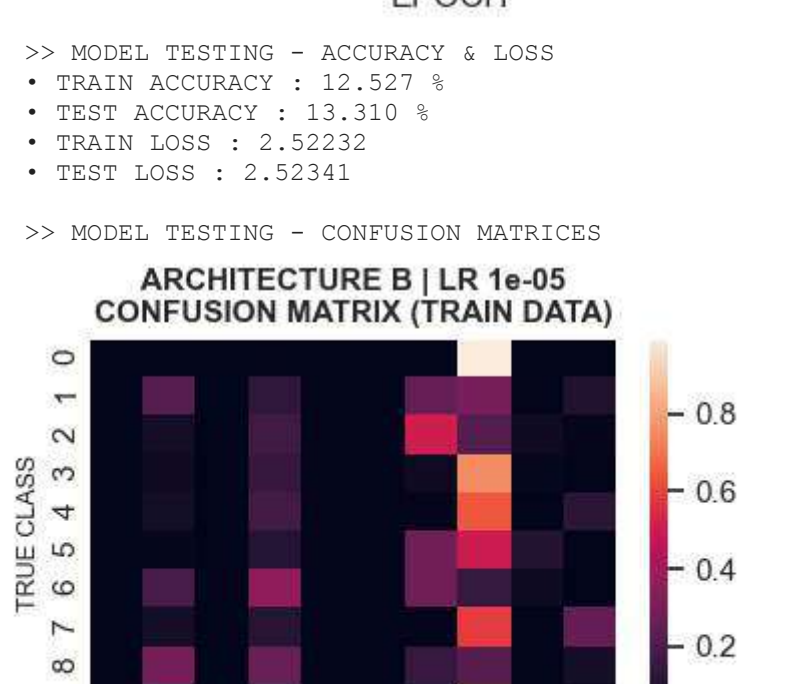 EPOCH
>> MODEL TESTING - ACCURACY & LOSS
• TRAIN ACCURACY : 12.527 %
• TEST ACCURACY : 13.310 %
• TRAIN LOSS : 2.52232
• TEST LOSS : 2.52341
>> MODEL TESTING - CONFUSION MATRICES
ARCHITECTURE B | LR 1e-05
CONFUSION MATRIX (TRAIN DATA)
TRUE CLASS
0
1
2
3
4
5
6
7
8
0.8
0.6
0.4
0.2